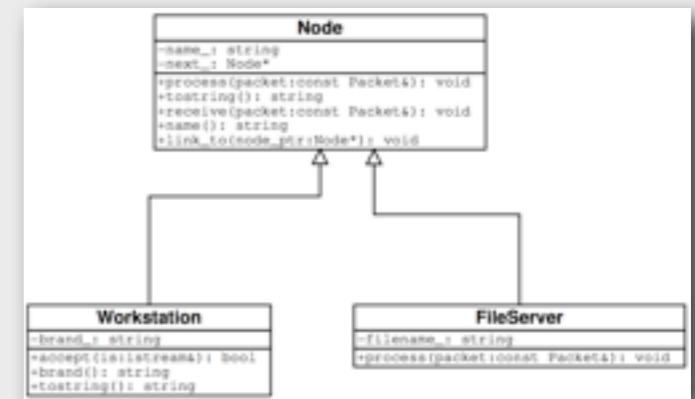 Node
-name_: string
-next_: Node*
+process(packet:const Packet&): void
+tostring(): string
+receive(packet:const Packet&): void
+name(): string
+link_to(node_ptr:Node*): void
Workstation
-brand_: string
+accept(is:istream&): bool
+brand(): string
+tostring(): string
FileServer
-filename_: string
+process(packet:const Packet&): void